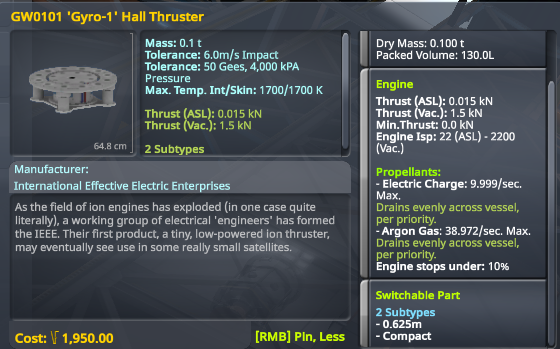 GW0101 'Gyro-1' Hall Thruster
64.8 cm
Mass: 0.1 t
Tolerance: 6.0m/s Impact
Tolerance: 50 Gees, 4,000 kPA
Pressure
Max. Temp. Int/Skin: 1700/1700 K
Thrust (ASL): 0.015 kN
Thrust (Vac.): 1.5 kN
2 Subtypes
Manufacturer:
International Effective Electric Enterprises
As the field of ion engines has exploded (in one case quite
literally), a working group of electrical 'engineers' has formed
the IEEE. Their first product, a tiny, low-powered ion thruster,
may eventually see use in some really small satellites.
Cost: 1,950.00
[RMB] Pin, Less
Dry Mass: 0.100 t
Packed Volume: 130.0L
Engine
Thrust (ASL): 0.015 kN
Thrust (Vac.): 1.5 kN
Min.Thrust: 0.0 kN
Engine Isp: 22 (ASL) - 2200
(Vac.)
Propellants:
- Electric Charge: 9.999/sec.
Max.
Drains evenly across vessel,
per priority.
- Argon Gas: 38.972/sec. Max.
Drains evenly across vessel,
per priority.
Engine stops under: 10%
Switchable Part
2 Subtypes
- 0.625m
- Compact